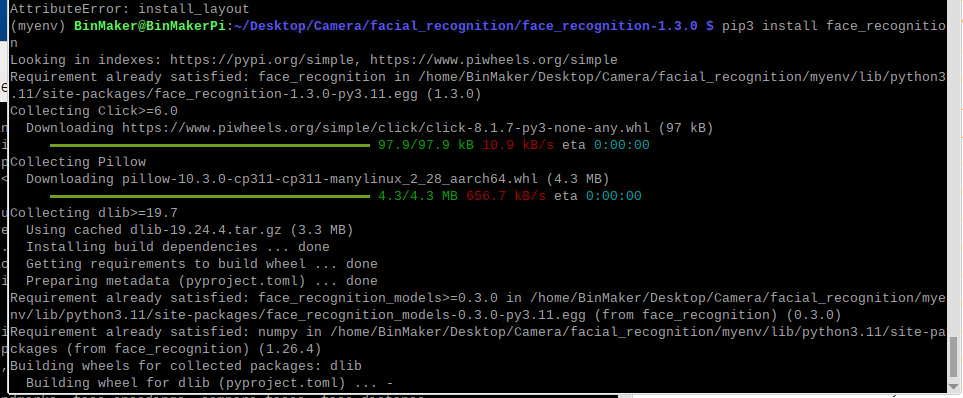 AttributeError: install_layout
(myenv) BinMaker@BinMakerPi:~/Desktop/Camera/facial_recognition/face_recognition-1.3.0 $ pip3 install face_recognitio
n
Looking in indexes: https://pypi.org/simple, https://www.piwheels.org/simple
Requirement already satisfied: face_recognition in /home/BinMaker/Desktop/Camera/facial_recognition/myenv/lib/python3
.11/site-packages/face_recognition-1.3.0-py3.11.egg (1.3.0)
Collecting Click>=6.0
Downloading https://www.piwheels.org/simple/click/click-8.1.7-py3-none-any.whl (97 kB)
97.9/97.9 kB 10.9 kB/s eta 0:00:00
Collecting Pillow
Downloading pillow-10.3.0-cp311-cp311-manylinux_2_28_aarch64.whl (4.3 MB)
4.3/4.3 MB 656.7 kB/s eta 0:00:00
Collecting dlib>=19.7
Using cached dlib-19.24.4.tar.gz (3.3 MB)
Installing build dependencies ... done
Getting requirements to build wheel ... done
Preparing metadata (pyproject.toml) ... done
Requirement already satisfied: face_recognition_models>=0.3.0 in /home/BinMaker/Desktop/Camera/facial_recognition/mye
nv/lib/python3.11/site-packages/face_recognition_models-0.3.0-py3.11.egg (from face_recognition) (0.3.0)
Requirement already satisfied: numpy in /home/BinMaker/Desktop/Camera/facial_recognition/myenv/lib/python3.11/site-pa
ckages (from face_recognition) (1.26.4)
Building wheels for collected packages: dlib
Building wheel for dlib (pyproject.toml) ... -